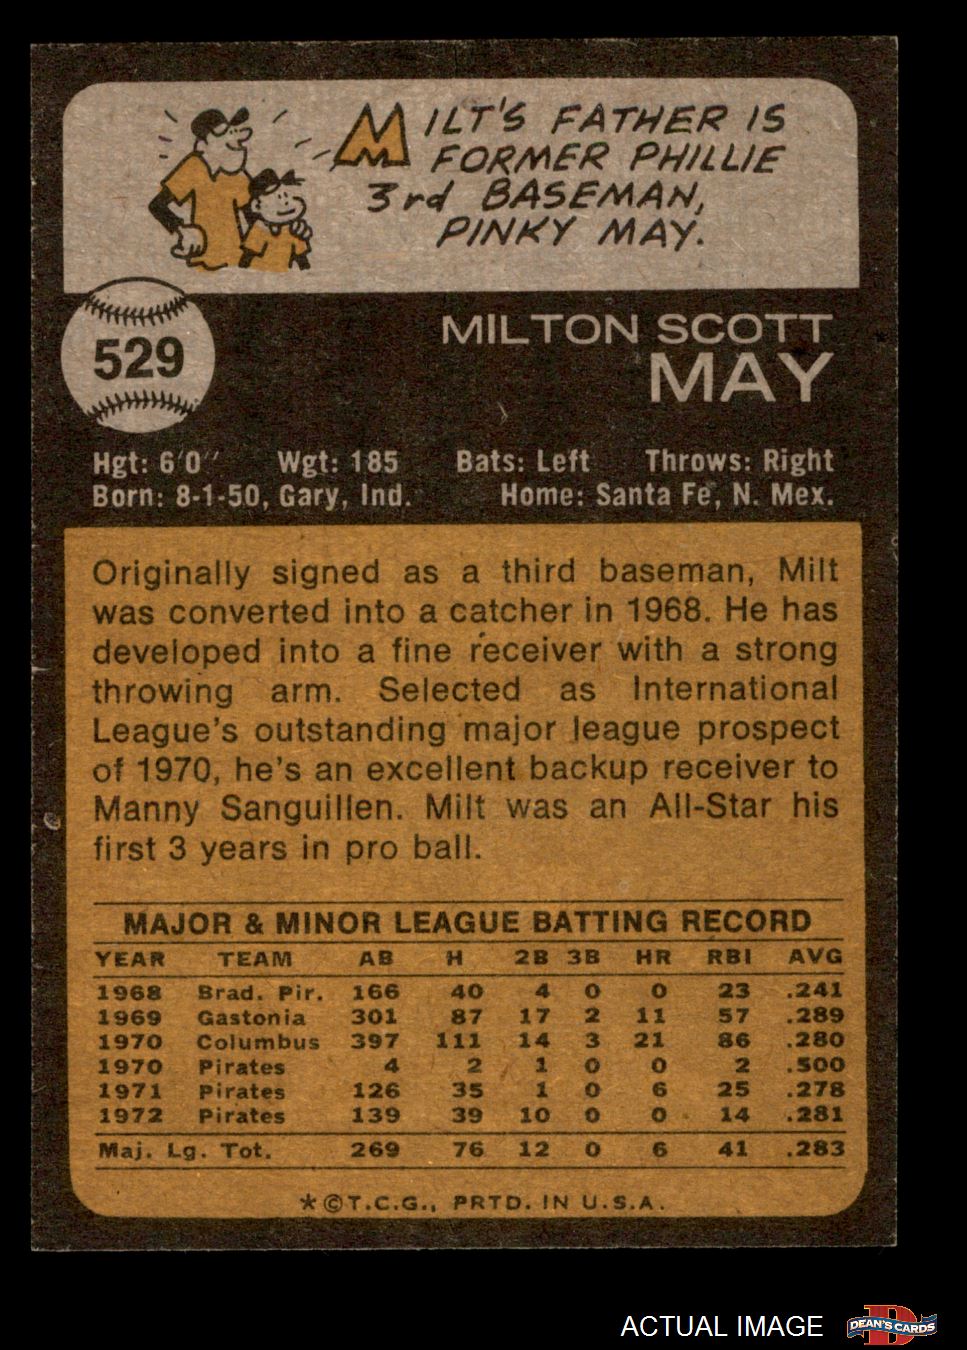 MILT'S FATHER IS
FORMER PHILLIE
3rd BASEMAN,
PINKY MAY.
529
MILTON SCOTT
MAY
Hgt: 6'0" Wgt: 185 Bats: Left Throws: Right
Born: 8-1-50, Gary, Ind. Home: Santa Fe, N. Mex.
Originally signed as a third baseman, Milt
was converted into a catcher in 1968. He has
developed into a fine receiver with a strong
throwing arm. Selected as International
League's outstanding major league prospect
of 1970, he's an excellent backup receiver to
Manny Sanguillen. Milt was an All-Star his
first 3 years in pro ball.
MAJOR & MINOR LEAGUE BATTING RECORD
YEAR TEAM AB H 2B 3B HR RBI AVG
1968 Brad. Pir. 166 40 4 0 0 23 .241
1969 Gastonia 301 87 17 2 11 57 .289
1970 Columbus 397 111 14 3 21 86 .280
1970 Pirates 4 2 1 0 0 2 .500
1971 Pirates 126 35 1 0 6 25 .278
1972 Pirates 139 39 10 0 0 14 .281
Maj. Lg. Tot. 269 76 12 0 6 41 .283
*©T.C.G., PRTD. IN U.S.A.
ACTUAL IMAGE
DEAN'S CARDS